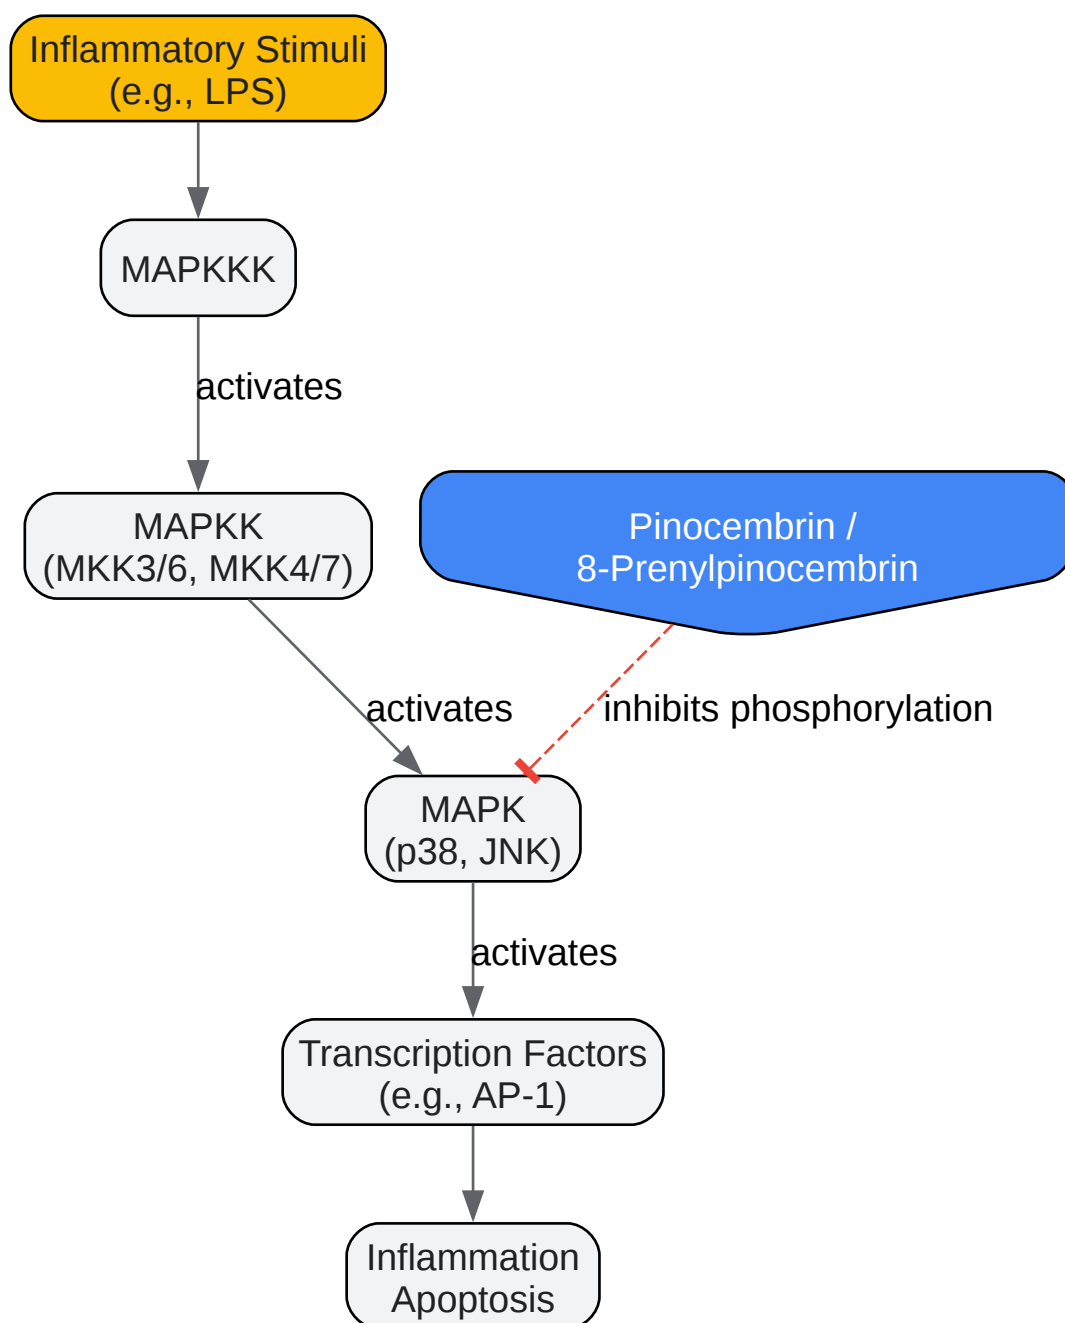 Inflammatory Stimuli
(e.g., LPS)
MAPKKK
activates
MAPKK
(MKK3/6, MKK4/7)
Pinocembrin /
8-Prenylpinocembrin
activates
inhibits phosphorylation
MAPK
(p38, JNK)
activates
Transcription Factors
(e.g., AP-1)
Inflammation
Apoptosis